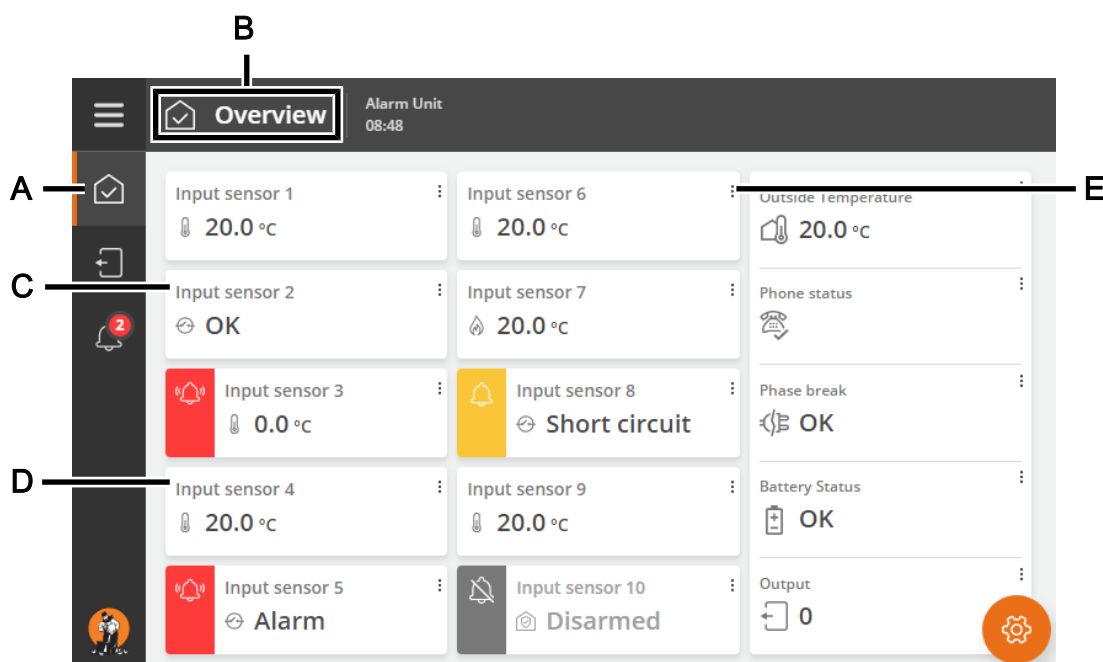 B
Overview
Alarm Unit
08:48
A
E
C
D
2
Input sensor 1
20.0 °C
Input sensor 2
OK
Input sensor 3
0.0 °C
Input sensor 4
20.0 °C
Input sensor 5
Alarm
Input sensor 6
20.0 °C
Input sensor 7
20.0 °C
Input sensor 8
Short circuit
Input sensor 9
20.0 °C
Input sensor 10
Disarmed
Outside Temperature
20.0 °C
Phone status
Phase break
OK
Battery Status
OK
Output
0